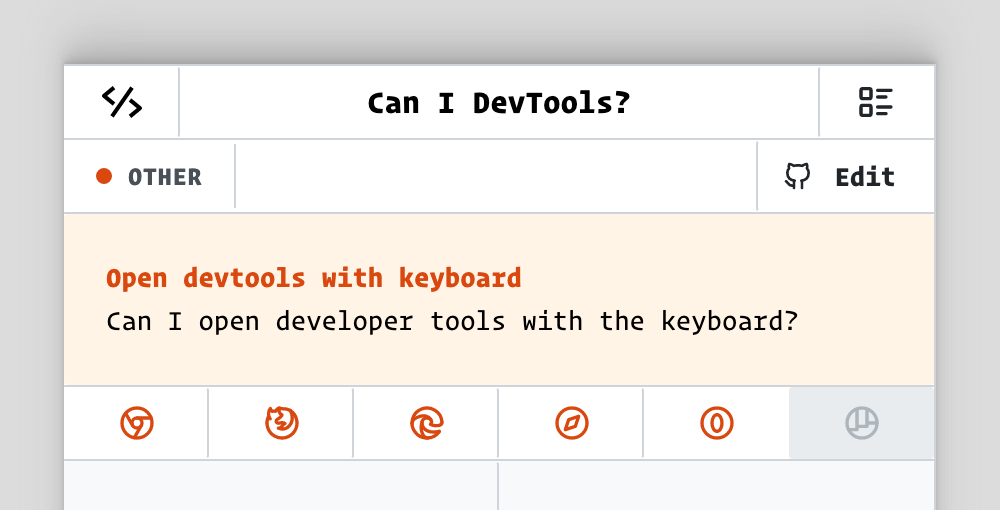 Can I DevTools?
OTHER
Edit
Open devtools with keyboard
Can I open developer tools with the keyboard?